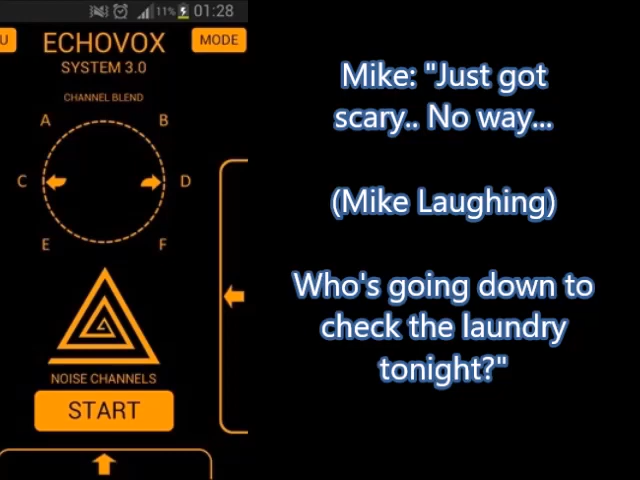 11% 01:28
U
ECHOVOX
MODE
SYSTEM 3.0
CHANNEL BLEND
A B
C D
E F
NOISE CHANNELS
START
Mike: "Just got
scary.. No way...
(Mike Laughing)
Who's going down to
check the laundry
tonight?"